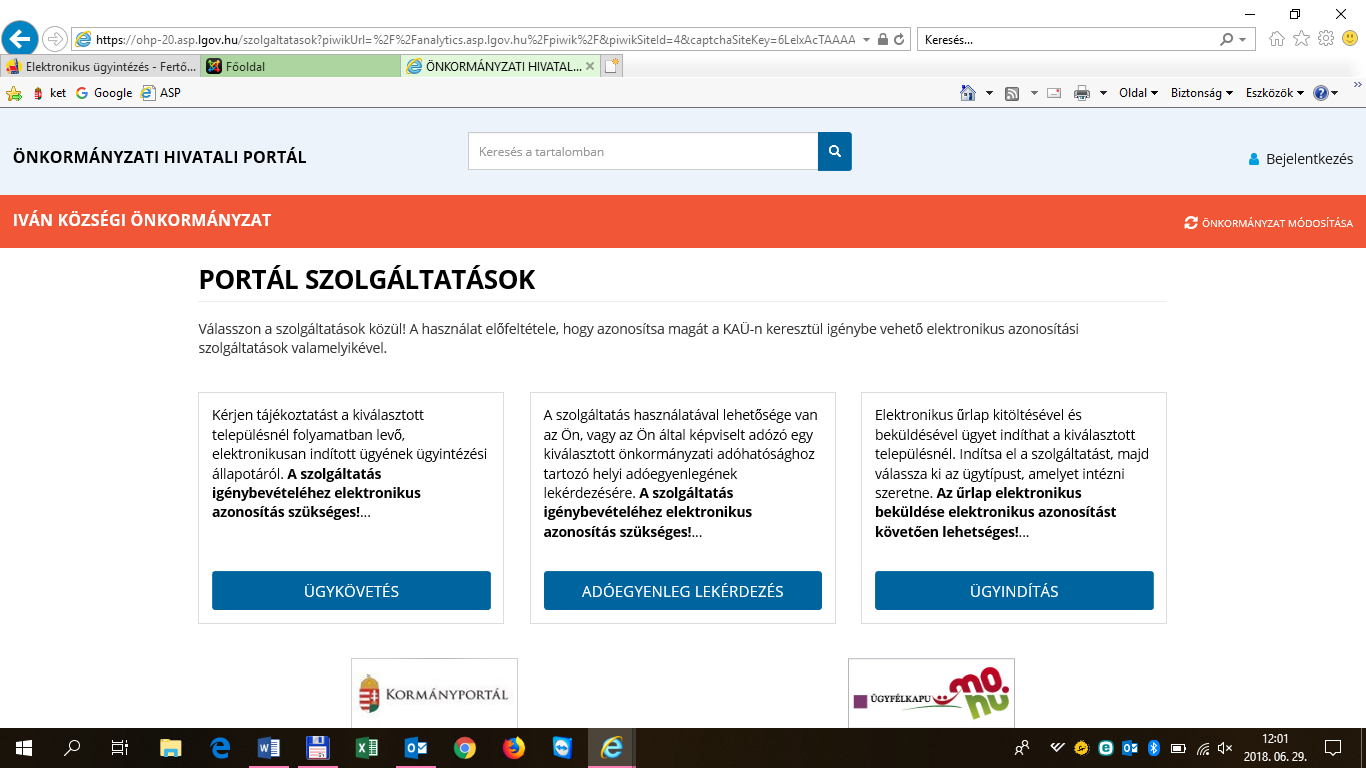 https://ohp-20.asp.lgov.hu/szolgaltatasok?piwikUrl=%2F%2Fanalytics.asp.lgov.hu%2Fpiwik%2F&piwikSiteId=4&captchaSiteKey=6LelxAcTAAAA
Keresés...
Elektronikus ügyintézés - Fertő...
Főoldal
ÖNKORMÁNYZATI HIVATAL...
ket
Google
ASP
Oldal
Biztonság
Eszközök
ÖNKORMÁNYZATI HIVATALI PORTÁL
Keresés a tartalomban
Bejelentkezés
IVÁN KÖZSÉGI ÖNKORMÁNYZAT
ÖNKORMÁNYZAT MÓDOSÍTÁSA
PORTÁL SZOLGÁLTATÁSOK
Válasszon a szolgáltatások közül! A használat előfeltétele, hogy azonosítsa magát a KAÜ-n keresztül igénybe vehető elektronikus azonosítási
szolgáltatások valamelyikével.
Kérjen tájékoztatást a kiválasztott
településnél folyamatban levő,
elektronikusan indított ügyének ügyintézési
állapotáról. A szolgáltatás
igénybevételéhez elektronikus
azonosítás szükséges!...
ÜGYKÖVETÉS
A szolgáltatás használatával lehetősége van
az Ön, vagy az Ön által képviselt adózó egy
kiválasztott önkormányzati adóhatósághoz
tartozó helyi adóegyenlegének
lekérdezésére. A szolgáltatás
igénybevételéhez elektronikus
azonosítás szükséges!...
ADÓEGYENLEG LEKÉRDEZÉS
Elektronikus űrlap kitöltésével és
beküldésével ügyet indíthat a kiválasztott
településnél. Indítsa el a szolgáltatást, majd
válassza ki az ügytípust, amelyet intézni
szeretne. Az űrlap elektronikus
beküldése elektronikus azonosítást
követően lehetséges!...
ÜGYINDÍTÁS
KORMÁNYPORTÁL
ÜGYFÉLKAPU
mo.
hu
12:01
2018. 06. 29.